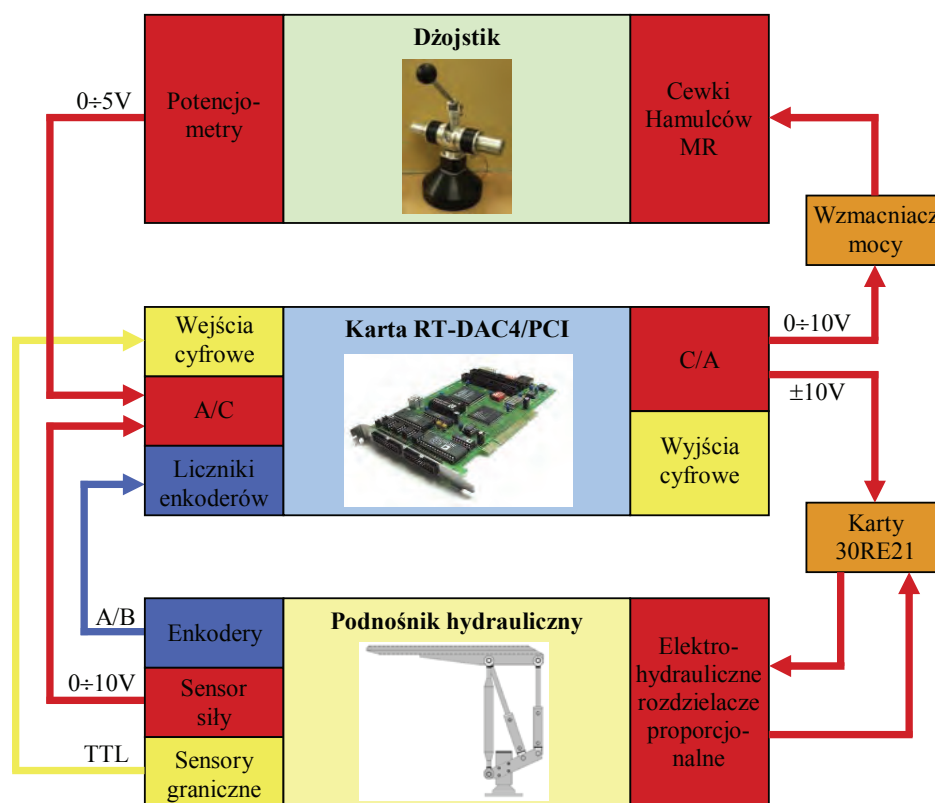 Dżojstik
0÷5V
Potencjo-
metry
Cewki
Hamulców
MR
Wzmacniacz
mocy
Wejścia
cyfrowe
Karta RT-DAC4/PCI
0÷10V
C/A
A/C
±10V
Liczniki
enkoderów
Wyjścia
cyfrowe
Karty
30RE21
A/B
Enkodery
Podnośnik hydrauliczny
Elektro-
hydrauliczne
rozdzielacze
proporcjo-
nalne
0÷10V
Sensor
siły
TTL
Sensory
graniczne